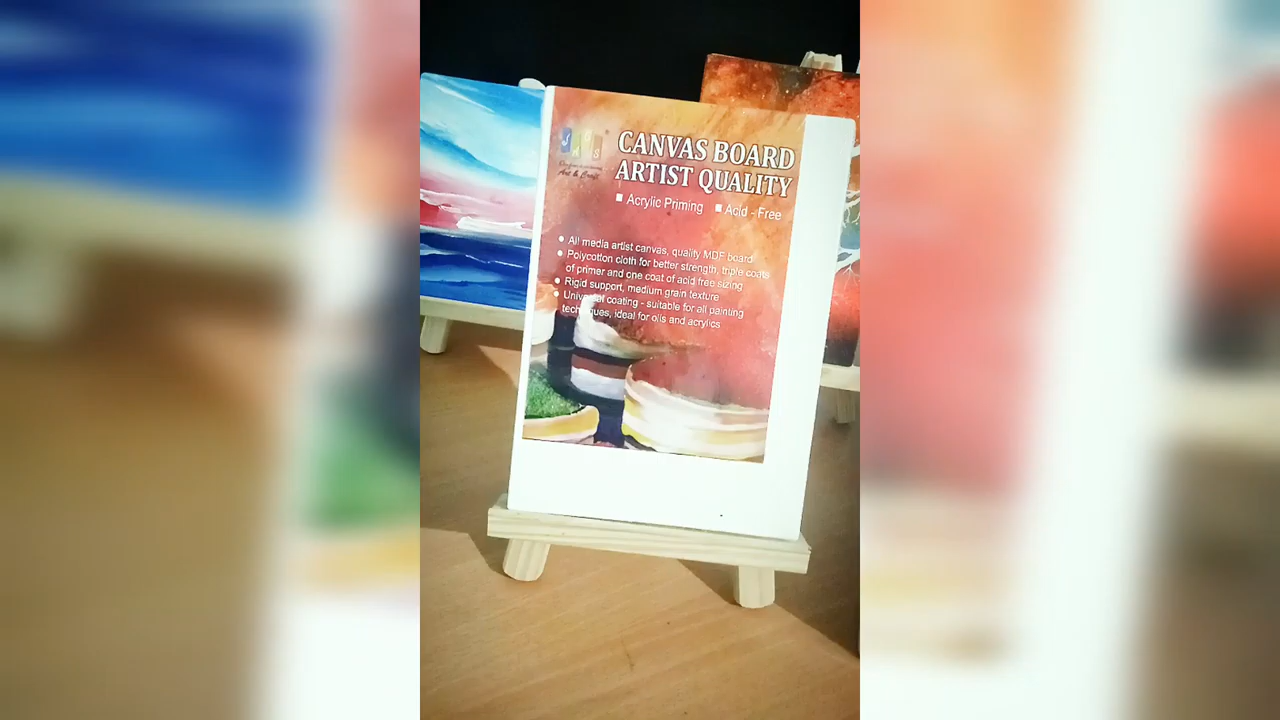 CANVAS BOARD
ARTIST QUALITY
Acrylic Priming Acid - Free
All media artist canvas, quality MDF board
Polycotton cloth for better strength, triple coats
of primer and one coat of acid free sizing
Rigid support, medium grain texture
Universal coating - suitable for all painting
techniques, ideal for oils and acrylics
Art & Craft